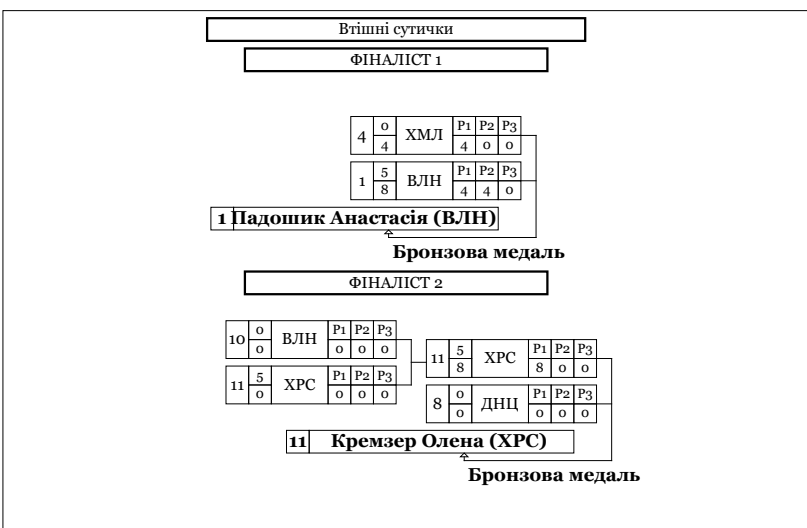 Втішні сутички
ФІНАЛІСТ 1
4 0 4 ХМЛ Р1 Р2 Р3 4 0 0
1 5 8 ВЛН Р1 Р2 Р3 4 4 0
1 Падошик Анастасія (ВЛН)
Бронзова медаль
ФІНАЛІСТ 2
10 0 0 ВЛН Р1 Р2 Р3 0 0 0
11 5 0 ХРС Р1 Р2 Р3 0 0 0
11 5 8 ХРС Р1 Р2 Р3 8 0 0
8 0 0 ДНЦ Р1 Р2 Р3 0 0 0
11 Кремзер Олена (ХРС)
Бронзова медаль